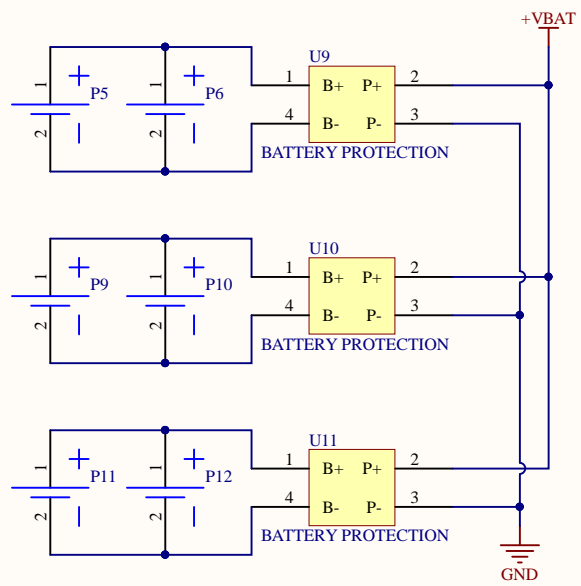 +VBAT
U9
1 B+ P+ 2
4 B- P- 3
BATTERY PROTECTION
1 + P5
2
1 + P6
2
U10
1 B+ P+ 2
4 B- P- 3
BATTERY PROTECTION
1 + P9
2
1 + P10
2
U11
1 B+ P+ 2
4 B- P- 3
BATTERY PROTECTION
1 + P11
2
1 + P12
2
GND